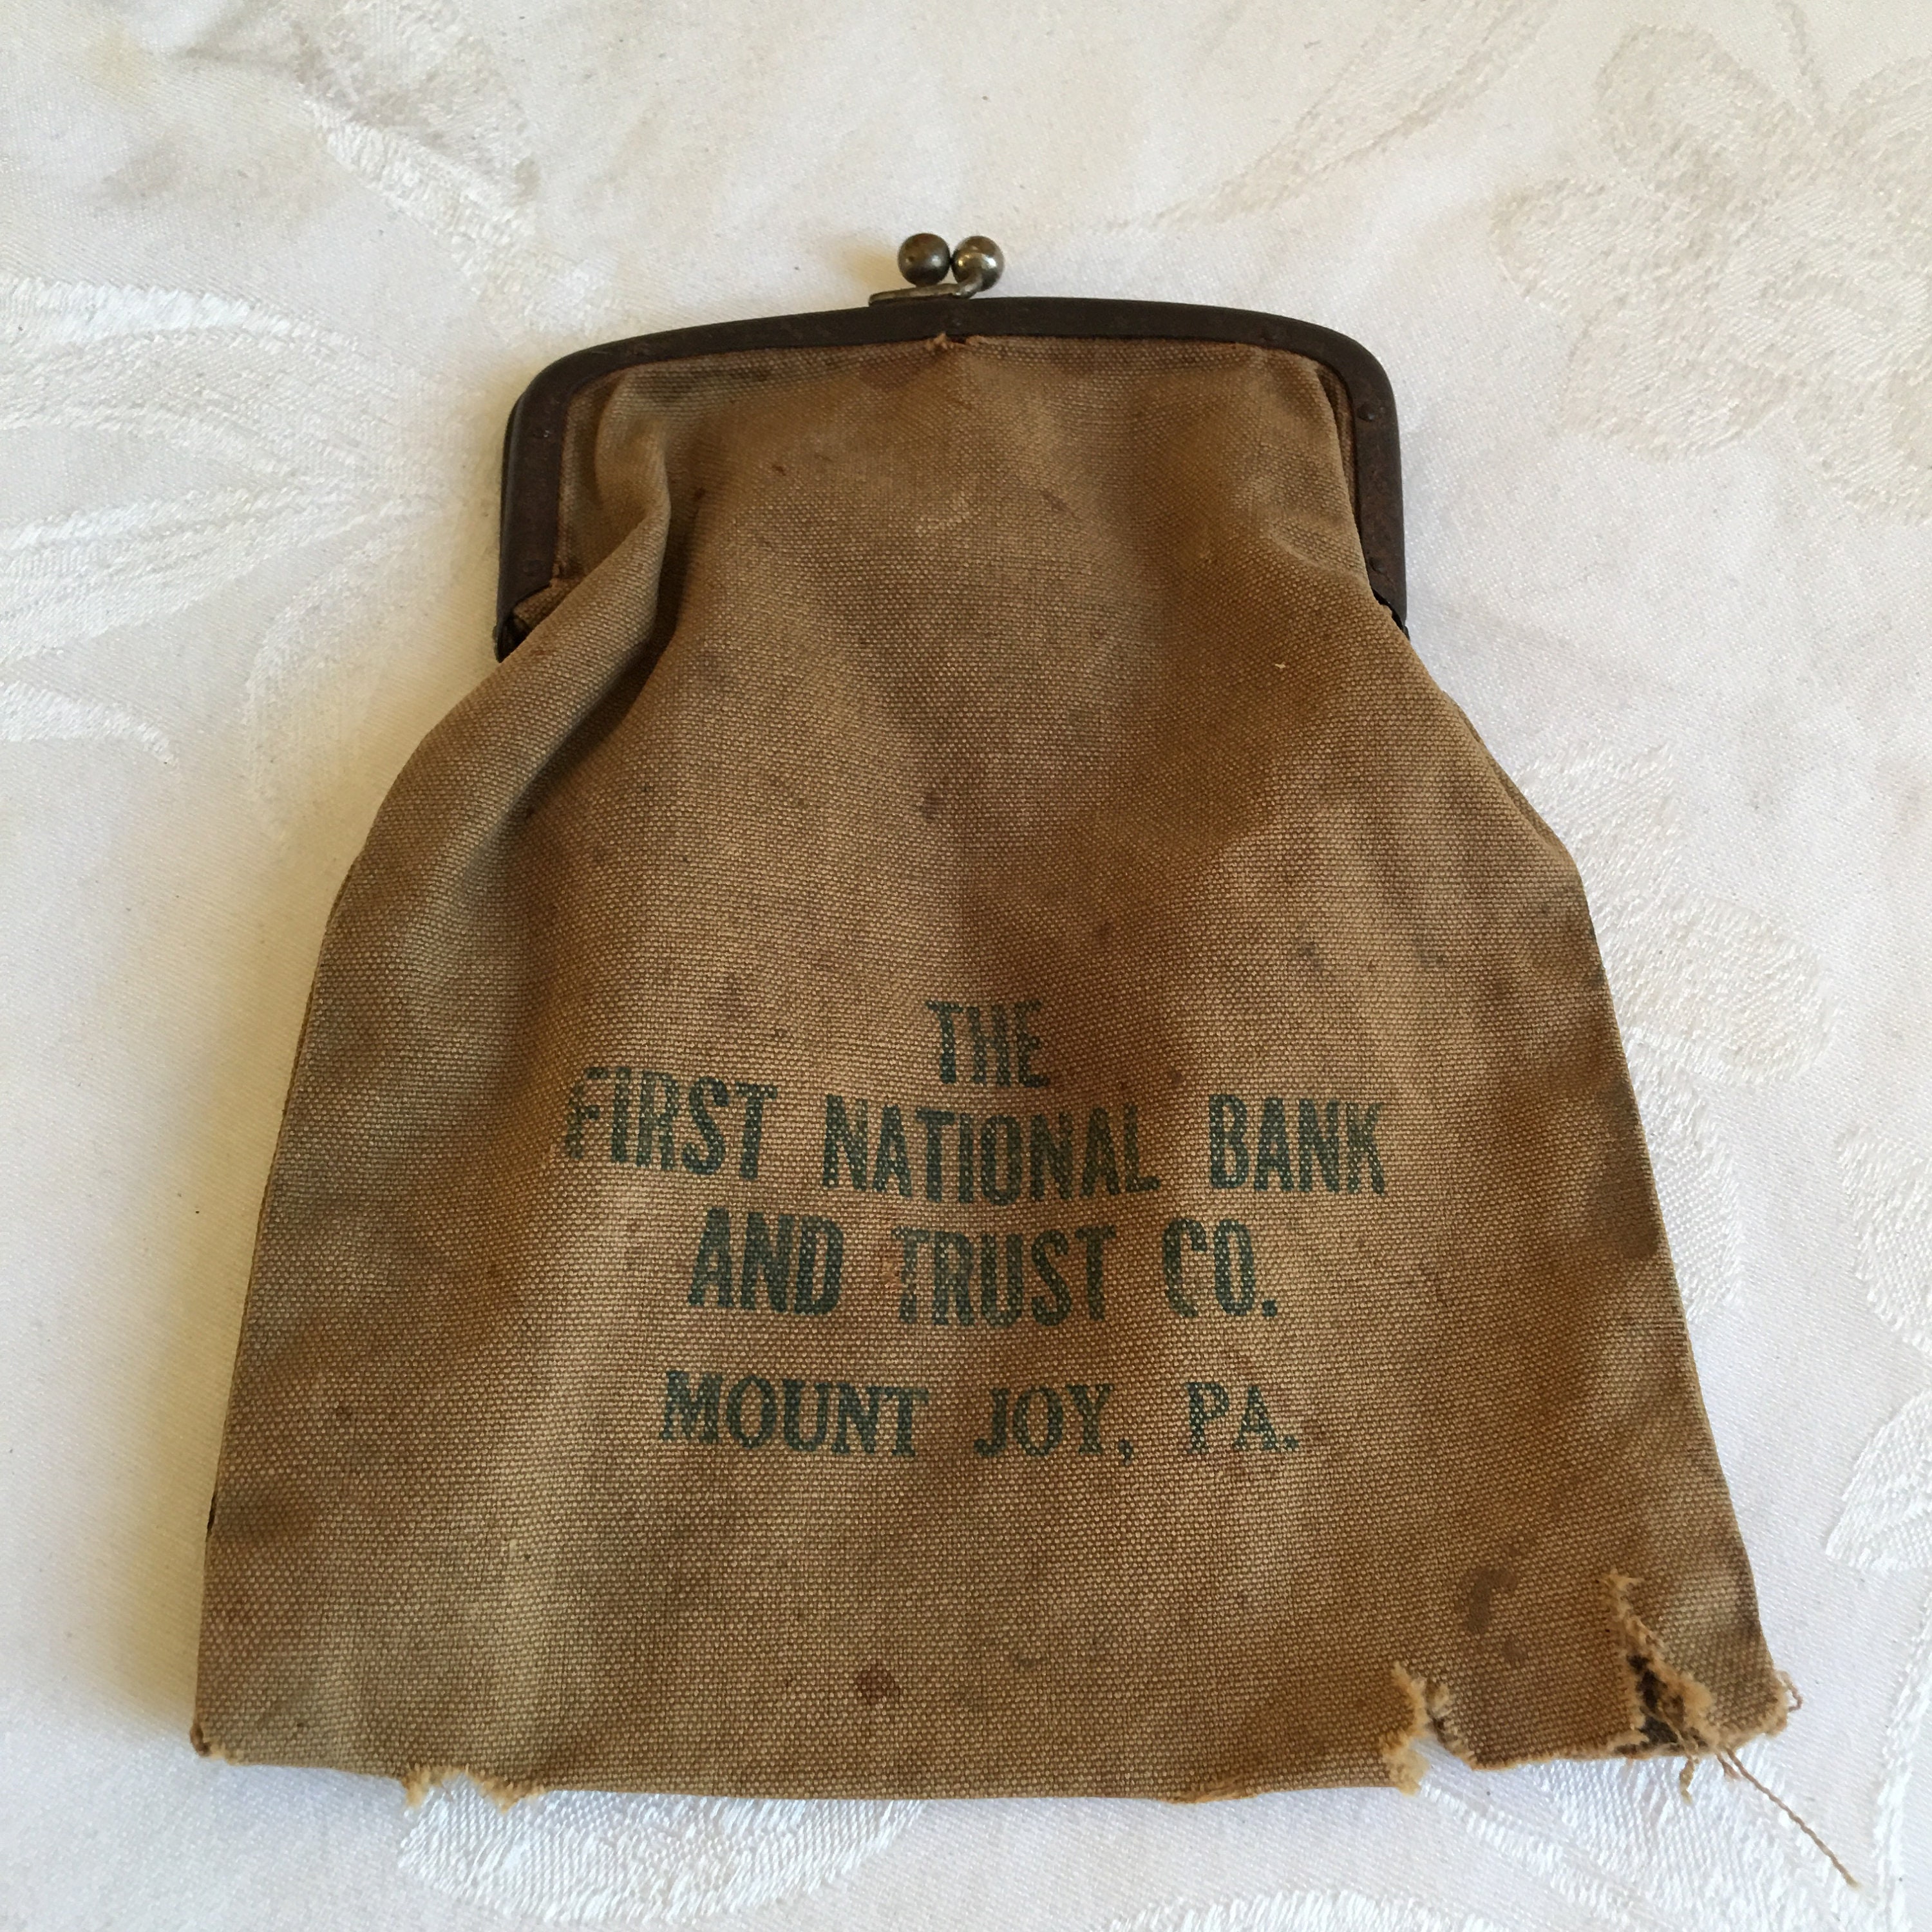 THE
FIRST NATIONAL BANK
AND TRUST CO.
MOUNT JOY, PA.